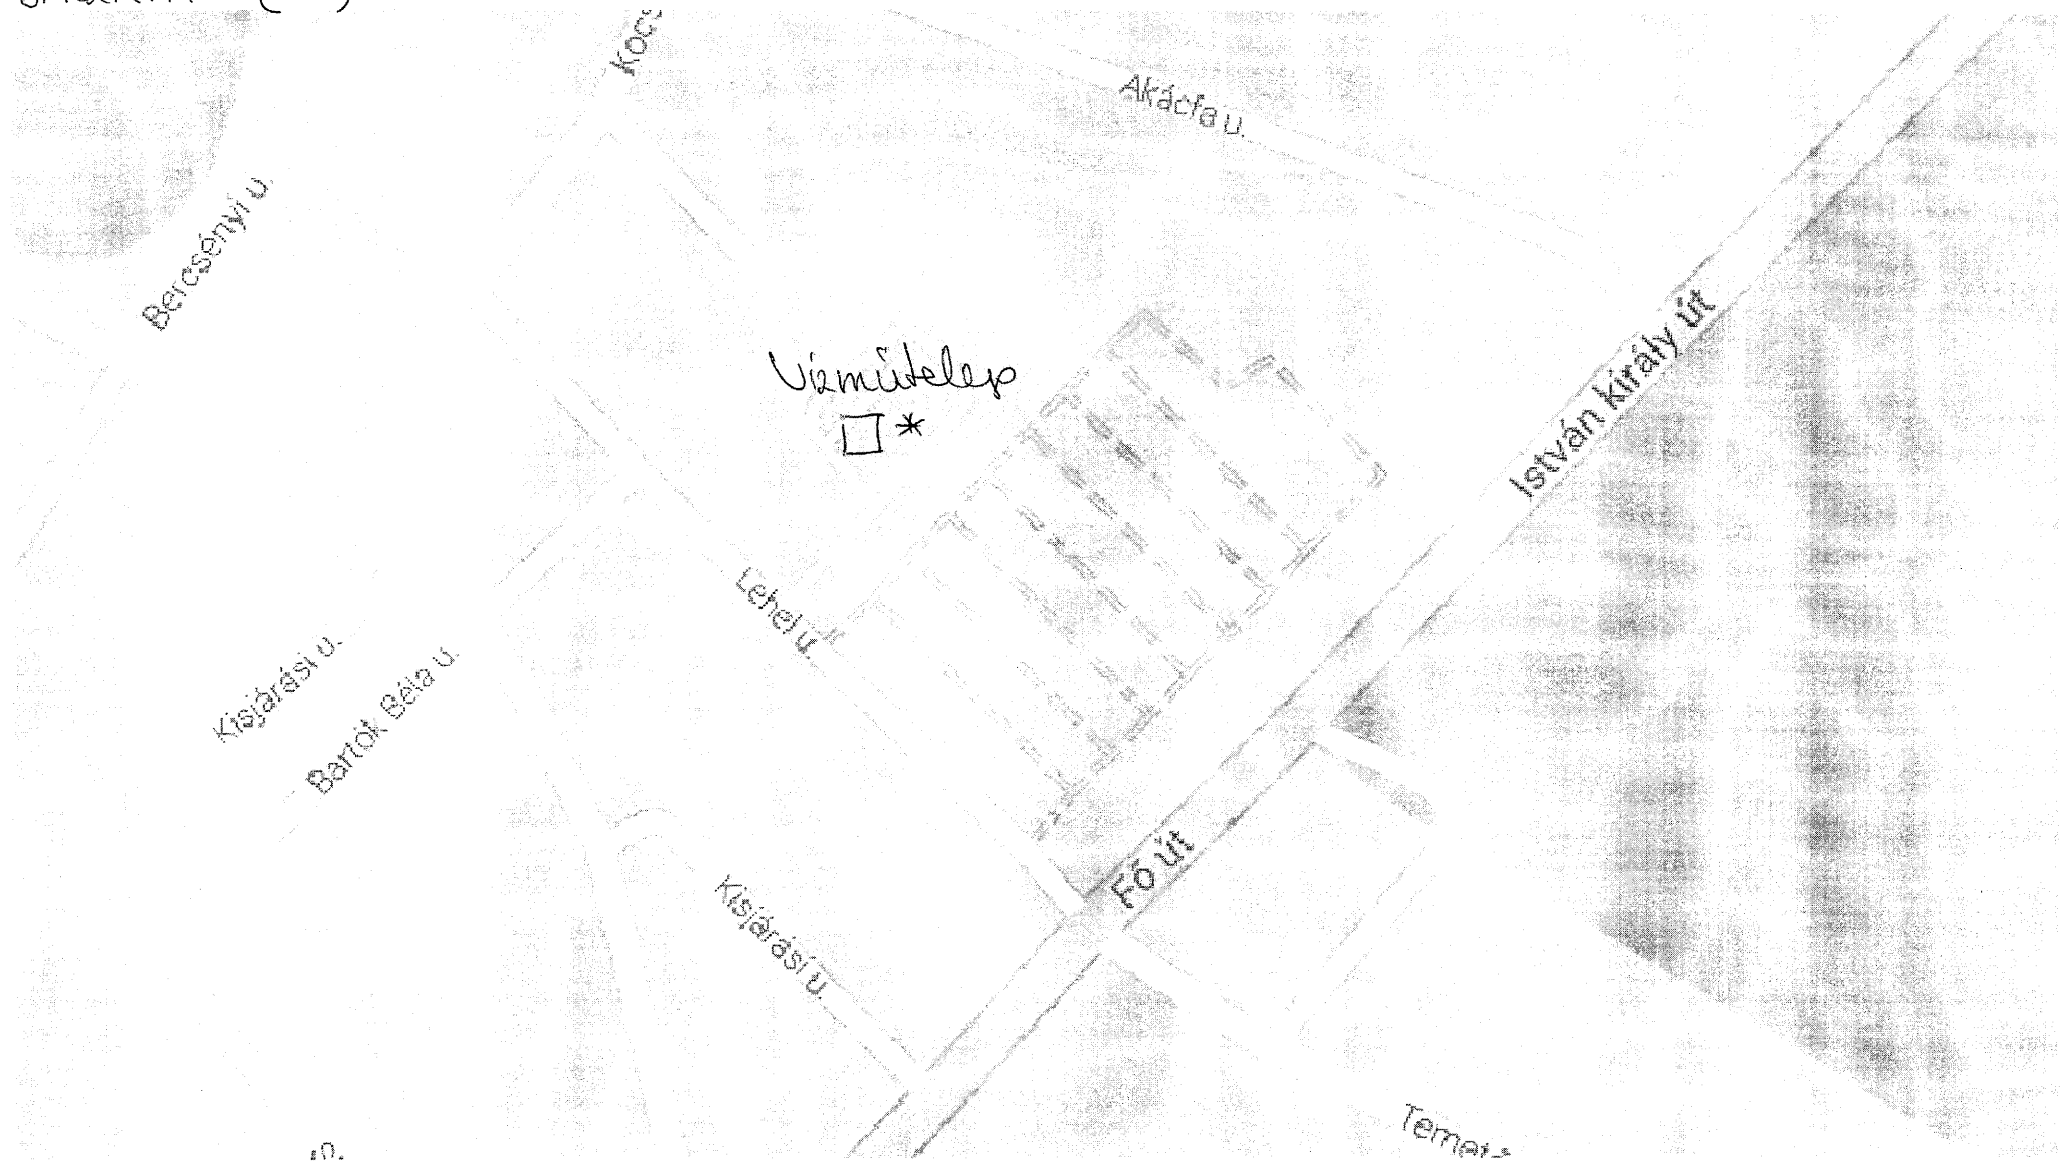 Akácfa u.
Bercsényi u.
István király út
Vízműtelep
*
Lehel u.
Kisjárási u.
Bartók Béla u.
Fő út
Kisjárási u.